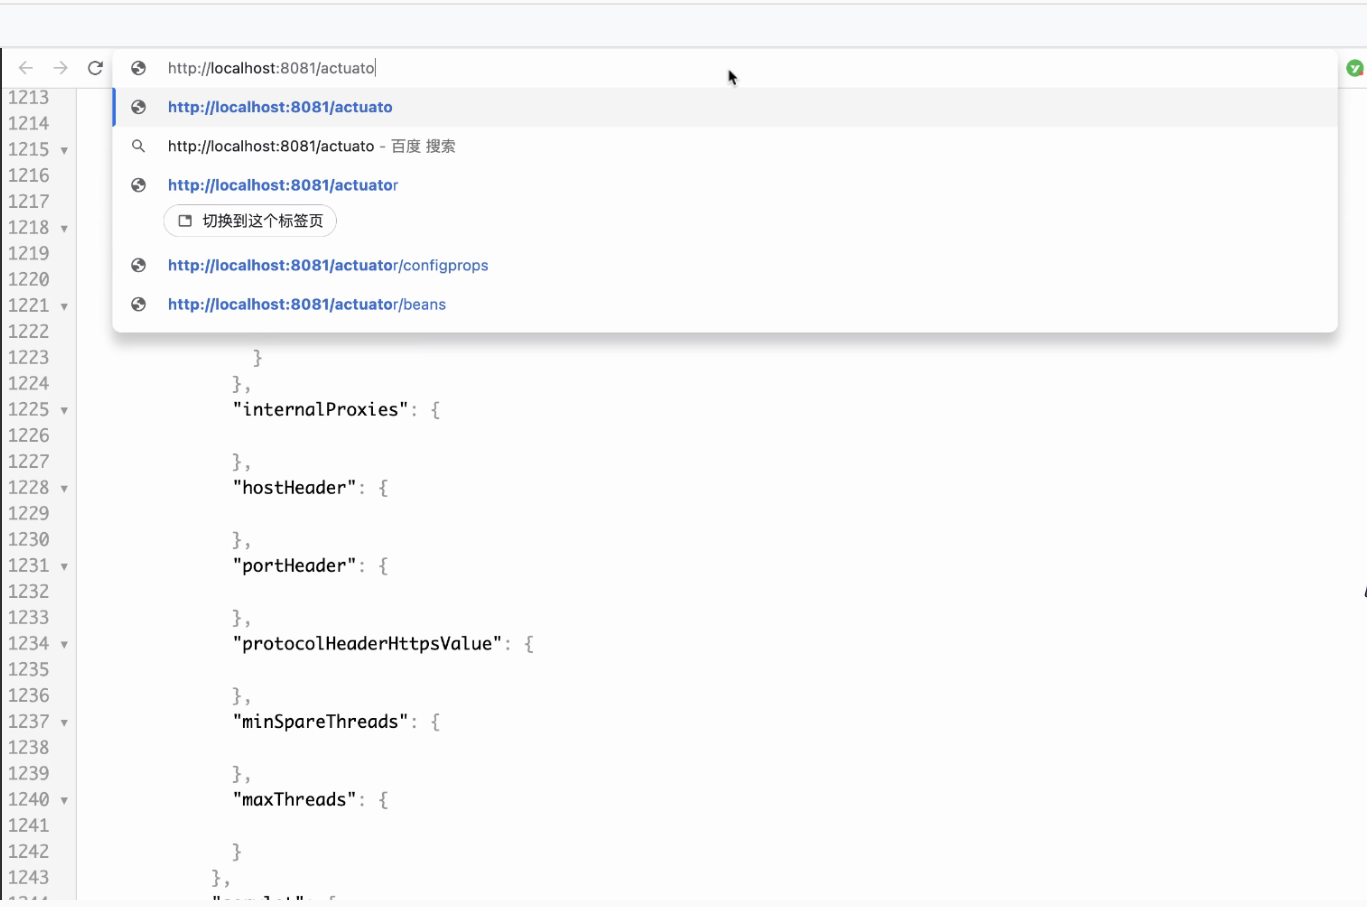 http://localhost:8081/actuato
http://localhost:8081/actuato
http://localhost:8081/actuato - 百度 搜索
http://localhost:8081/actuator
切换到这个标签页
http://localhost:8081/actuator/configprops
http://localhost:8081/actuator/beans
1213
1214
1215
1216
1217
1218
1219
1220
1221
1222
1223 }
1224 },
1225 "internalProxies": {
1226
1227 },
1228 "hostHeader": {
1229
1230 },
1231 "portHeader": {
1232
1233 },
1234 "protocolHeaderHttpsValue": {
1235
1236 },
1237 "minSpareThreads": {
1238
1239 },
1240 "maxThreads": {
1241
1242 }
1243 },